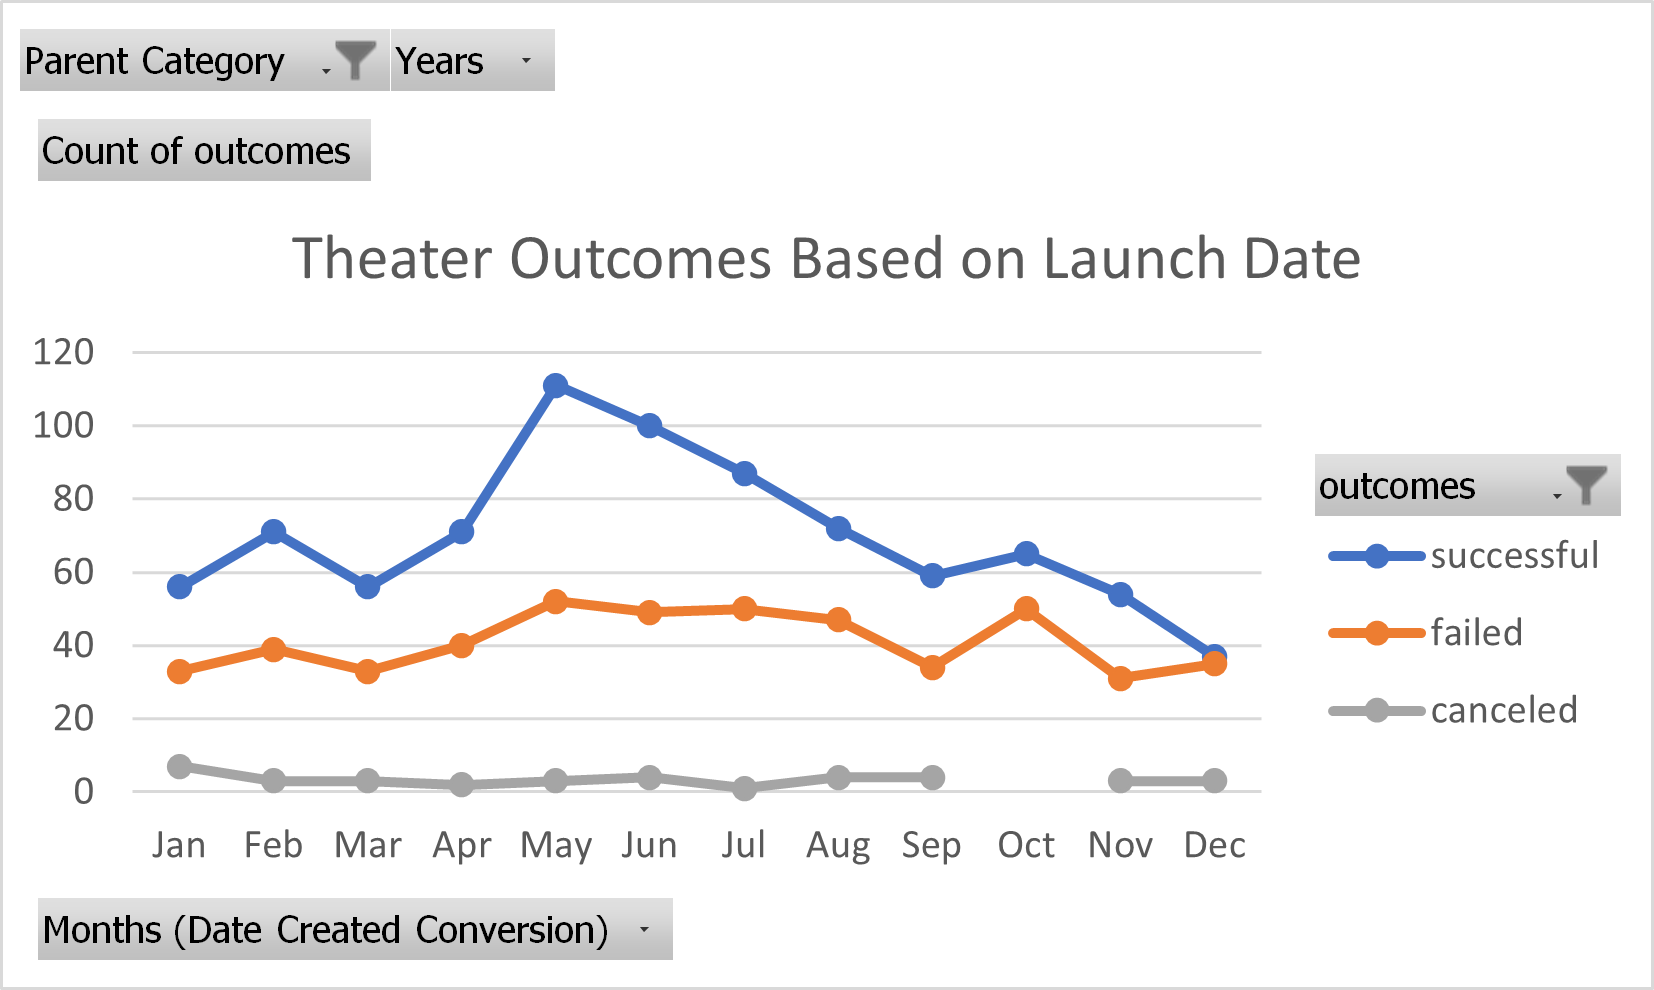 Parent Category Years
Count of outcomes
Theater Outcomes Based on Launch Date
120
100
80
60
40
20
0
Jan Feb Mar Apr May Jun Jul Aug Sep Oct Nov Dec
outcomes
successful
failed
canceled
Months (Date Created Conversion)